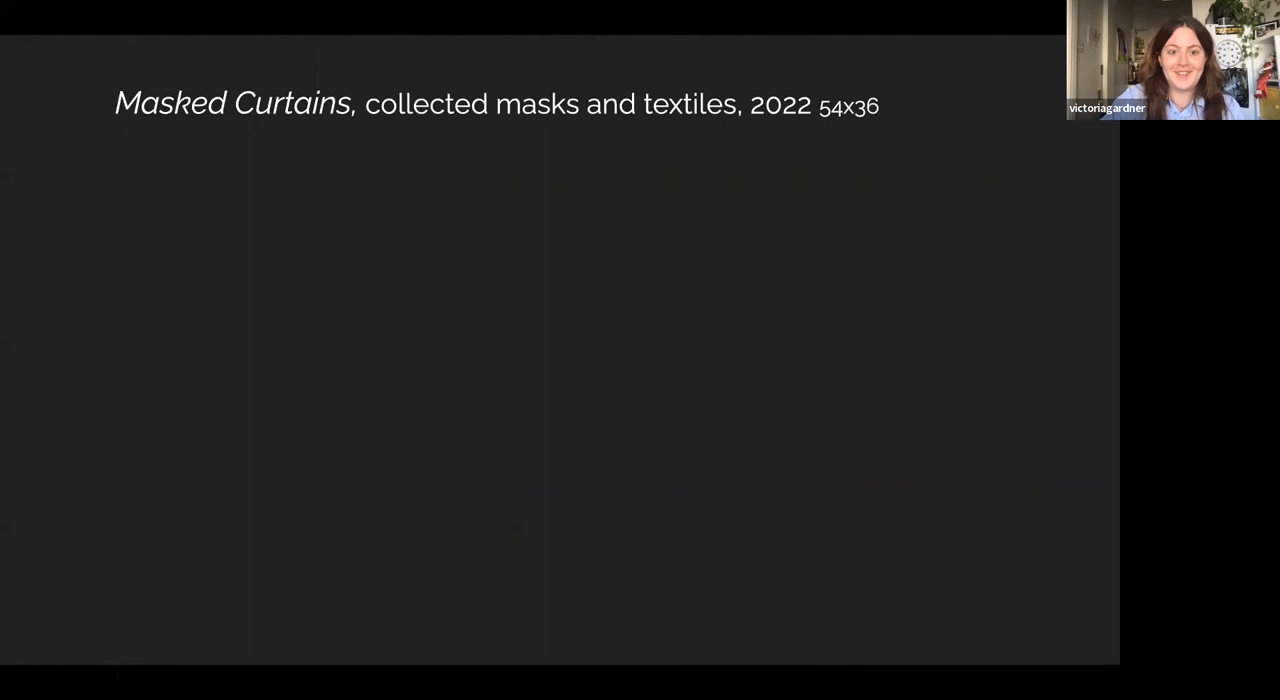 Masked Curtains, collected masks and textiles, 2022 54x36
victoriagardner